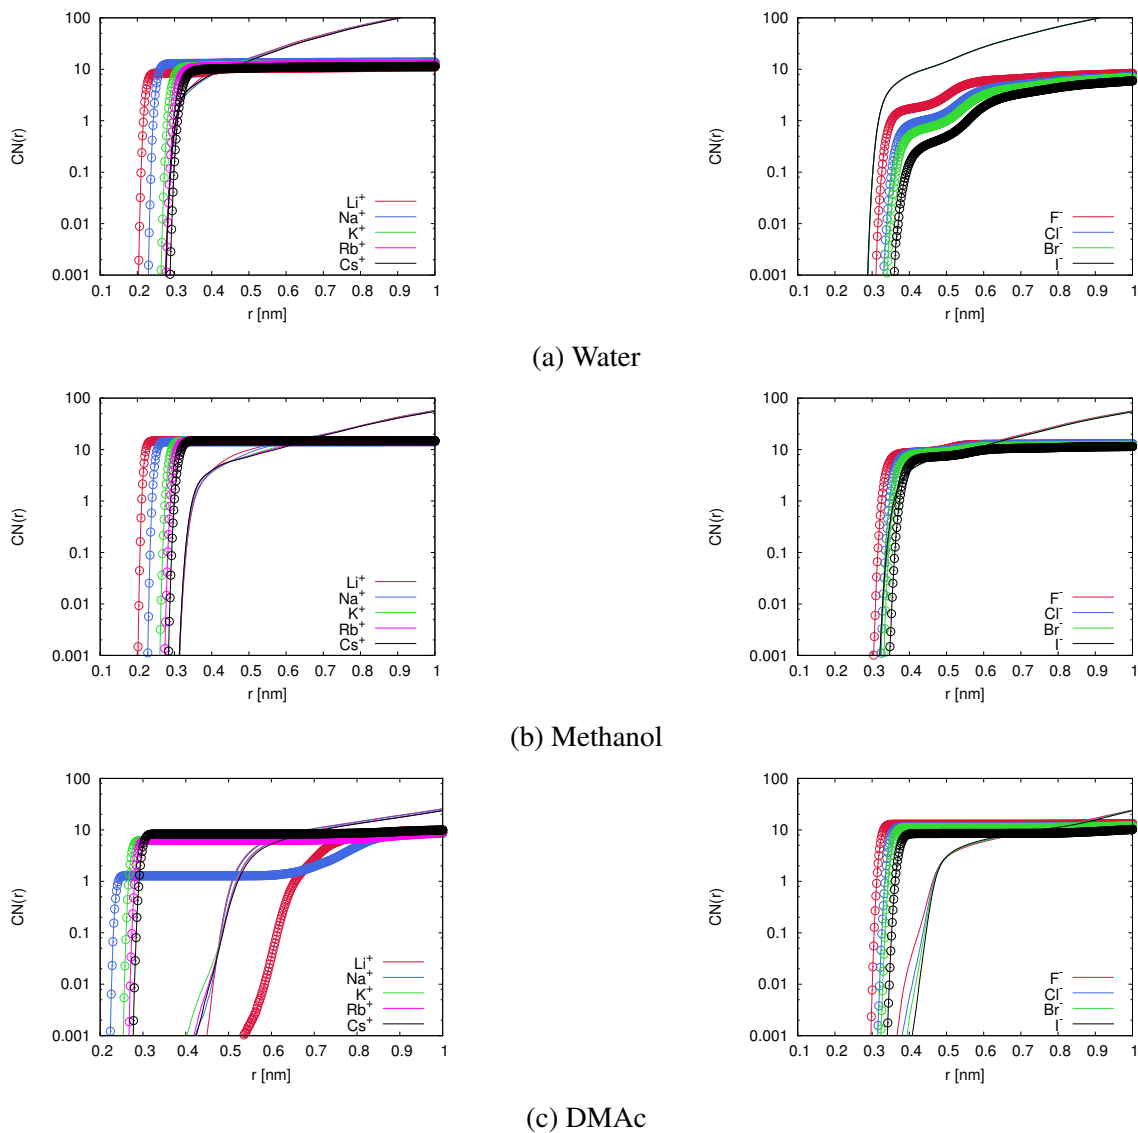 100
10
1
0.1
0.01
0.001
CN(r)
0.1 0.2 0.3 0.4 0.5 0.6 0.7 0.8 0.9 1
r [nm]
Li⁺
Na⁺
K⁺
Rb⁺
Cs⁺
100
10
1
0.1
0.01
0.001
CN(r)
0.1 0.2 0.3 0.4 0.5 0.6 0.7 0.8 0.9 1
r [nm]
F⁻
Cl⁻
Br⁻
I⁻
(a) Water
100
10
1
0.1
0.01
0.001
CN(r)
0.1 0.2 0.3 0.4 0.5 0.6 0.7 0.8 0.9 1
r [nm]
Li⁺
Na⁺
K⁺
Rb⁺
Cs⁺
100
10
1
0.1
0.01
0.001
CN(r)
0.1 0.2 0.3 0.4 0.5 0.6 0.7 0.8 0.9 1
r [nm]
F⁻
Cl⁻
Br⁻
I⁻
(b) Methanol
100
10
1
0.1
0.01
0.001
CN(r)
0.2 0.3 0.4 0.5 0.6 0.7 0.8 0.9 1
r [nm]
Li⁺
Na⁺
K⁺
Rb⁺
Cs⁺
100
10
1
0.1
0.01
0.001
CN(r)
0.1 0.2 0.3 0.4 0.5 0.6 0.7 0.8 0.9 1
r [nm]
F⁻
Cl⁻
Br⁻
I⁻
(c) DMAc